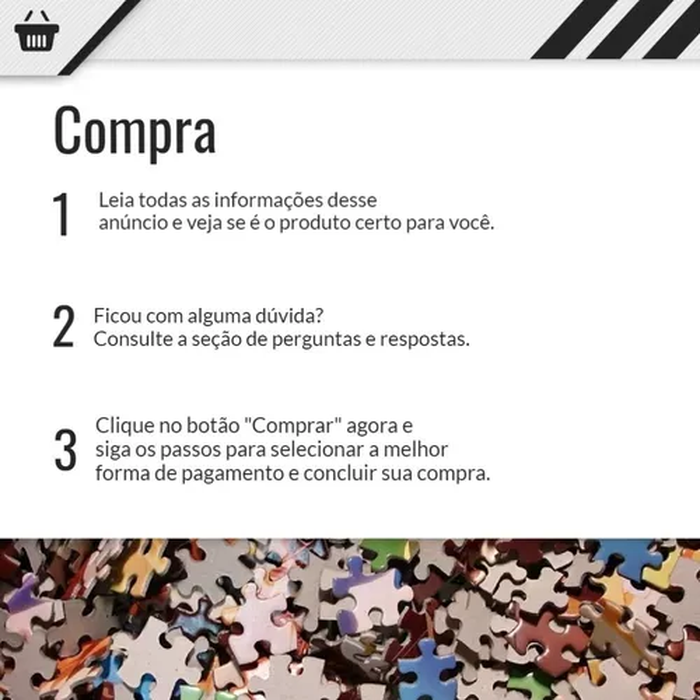 Compra
1 Leia todas as informações desse
anúncio e veja se é o produto certo para você.
2 Ficou com alguma dúvida?
Consulte a seção de perguntas e respostas.
3 Clique no botão "Comprar" agora e
siga os passos para selecionar a melhor
forma de pagamento e concluir sua compra.